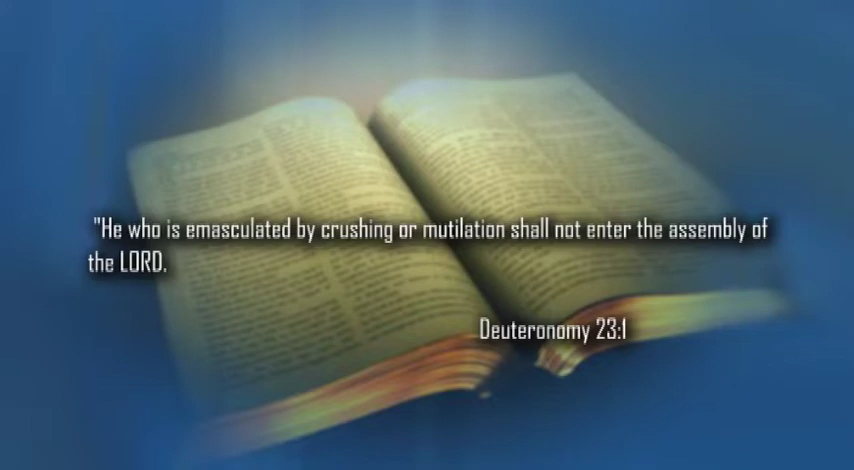 "He who is emasculated by crushing or mutilation shall not enter the assembly of
the LORD.
Deuteronomy 23:1